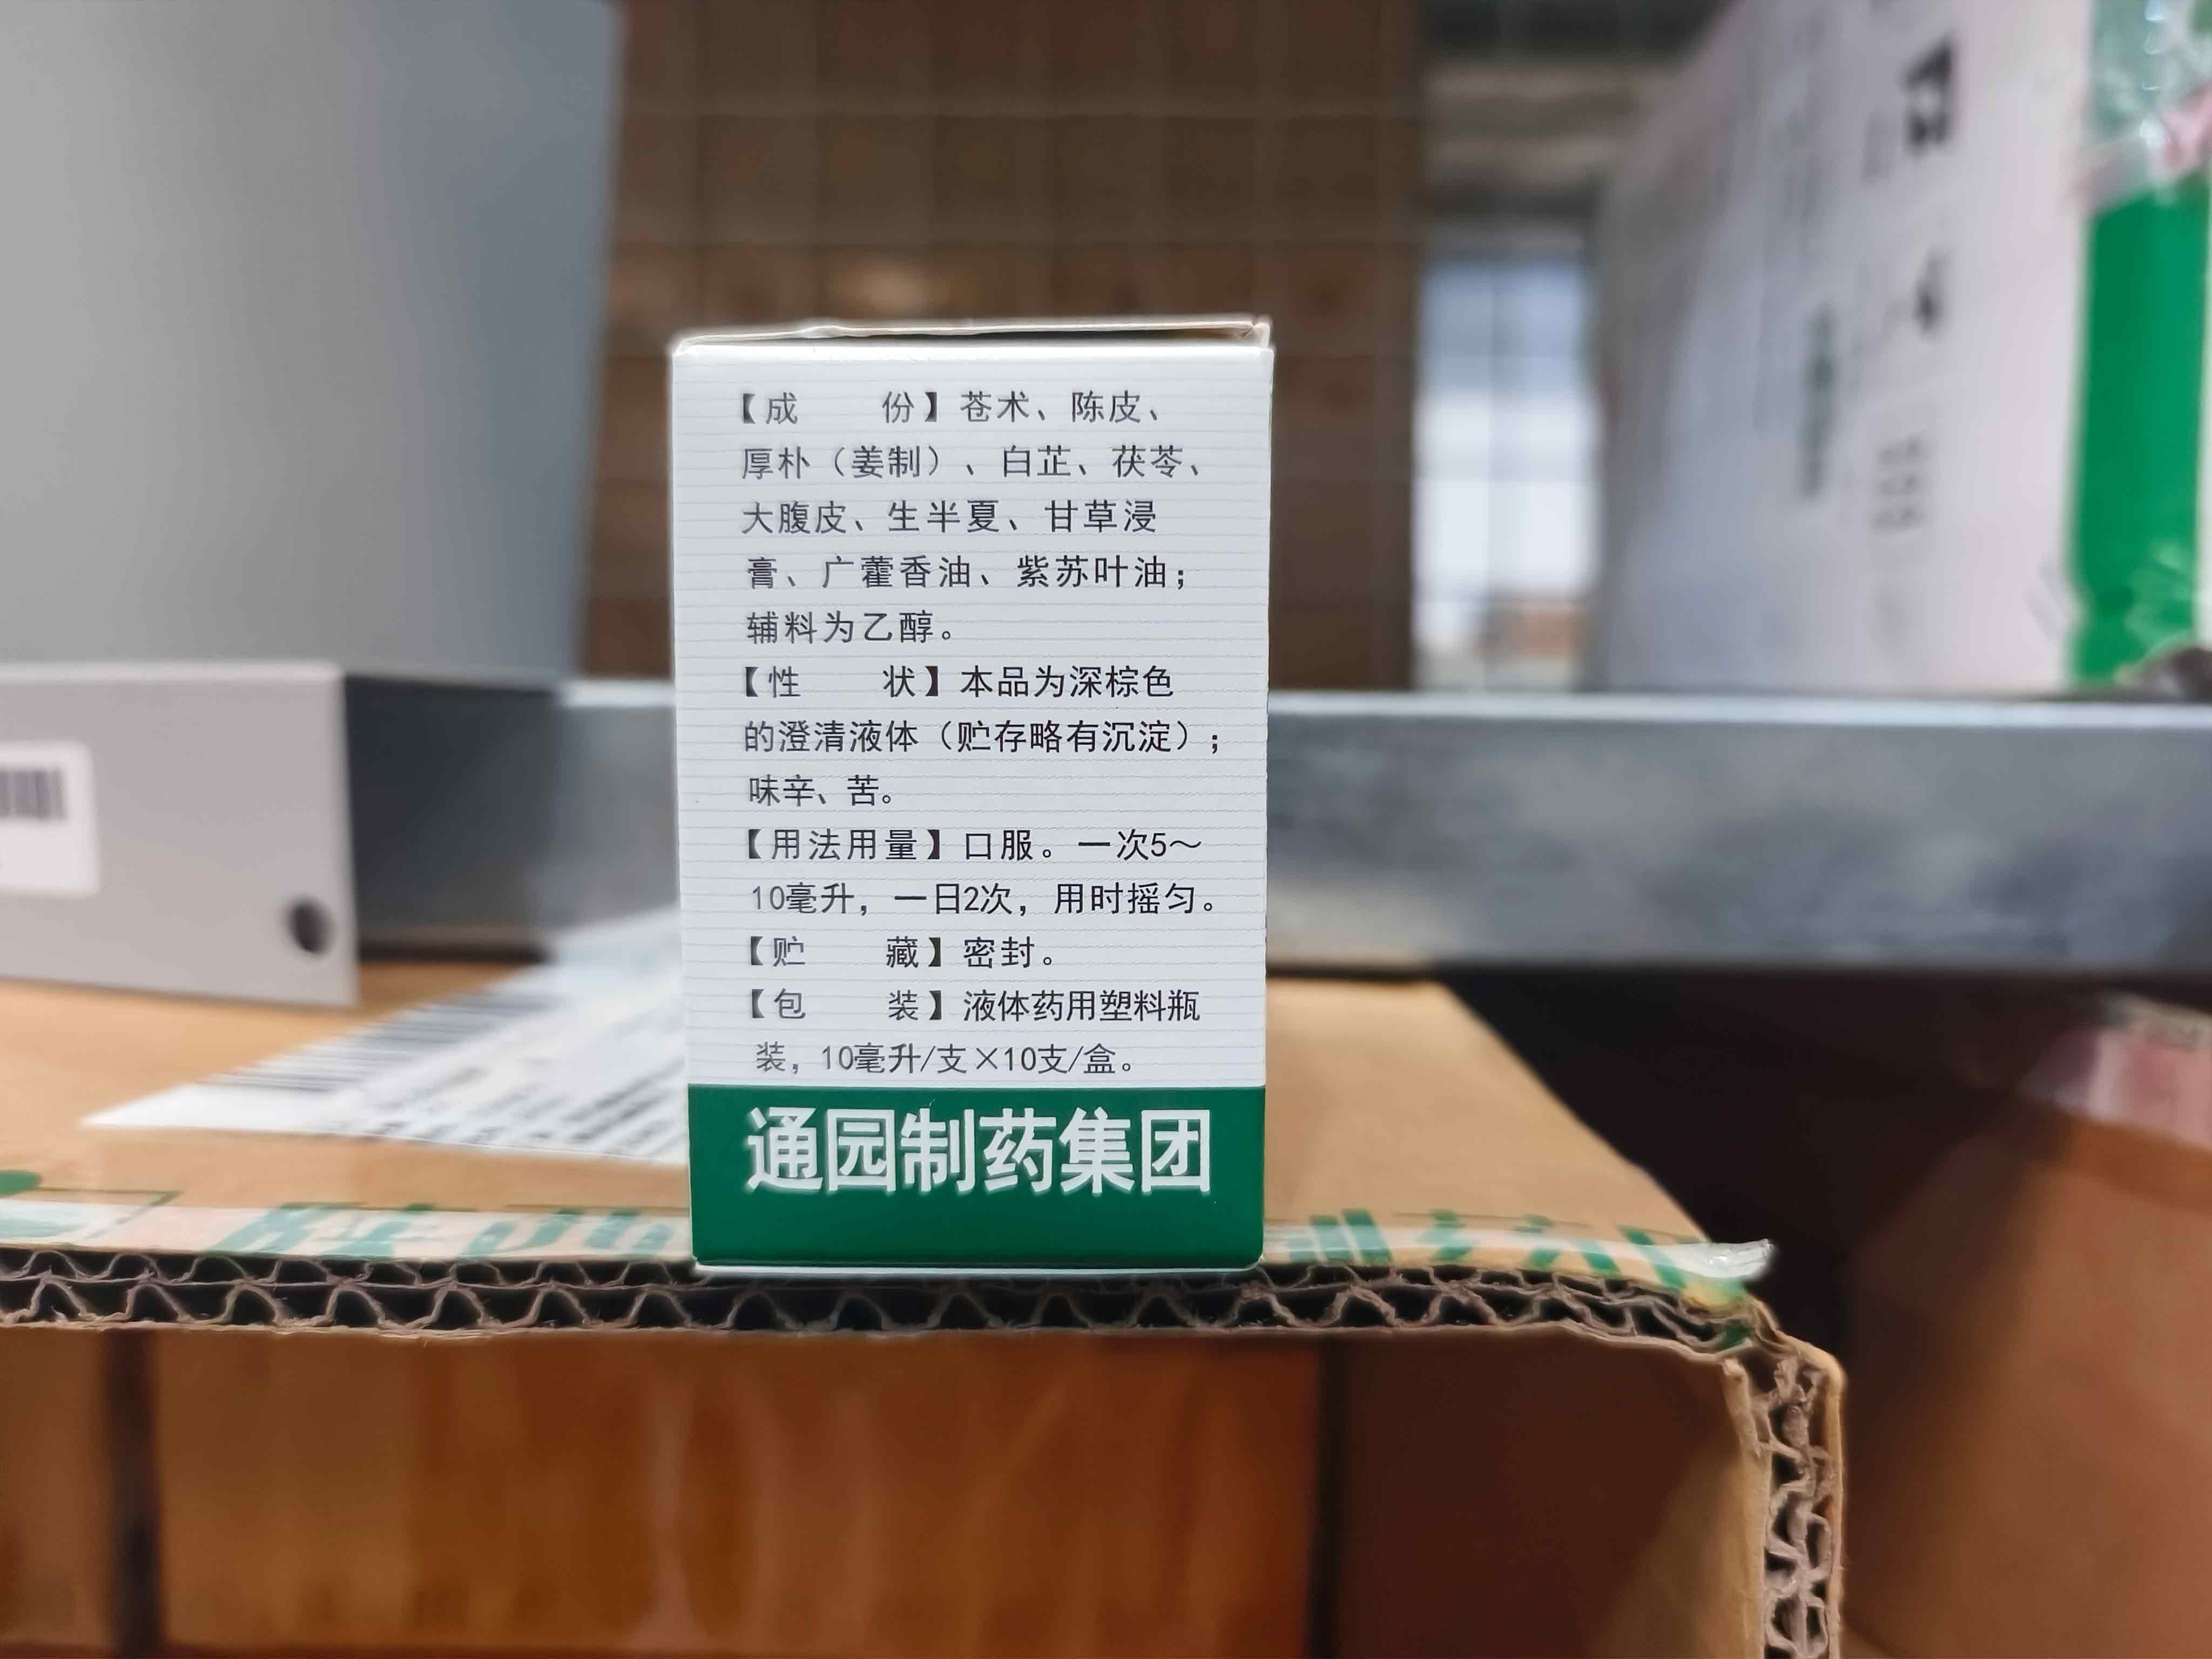 【成　　份】苍术、陈皮、
厚朴（姜制）、白芷、茯苓、
大腹皮、生半夏、甘草浸
膏、广藿香油、紫苏叶油；
辅料为乙醇。
【性　　状】本品为深棕色
的澄清液体（贮存略有沉淀）；
味辛、苦。
【用法用量】口服。一次5～
10毫升，一日2次，用时摇匀。
【贮　　藏】密封。
【包　　装】液体药用塑料瓶
装，10毫升/支×10支/盒。
通园制药集团